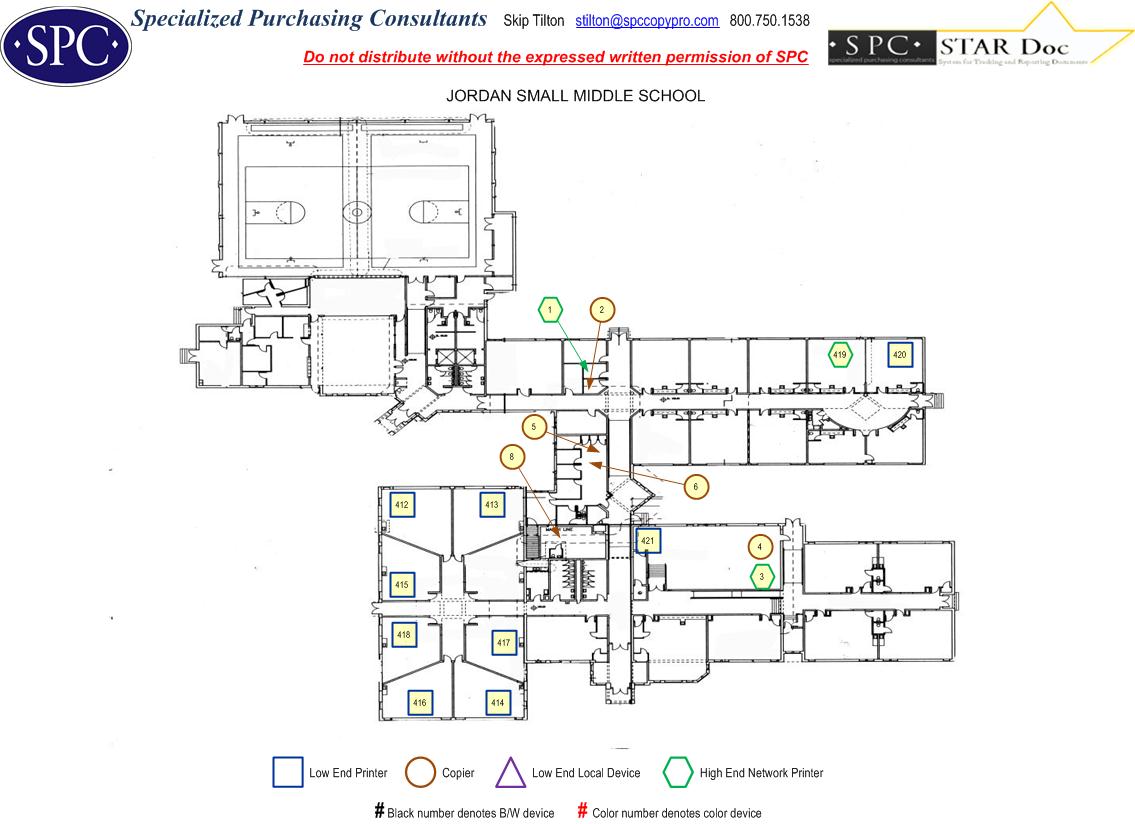 SPC
Specialized Purchasing Consultants Skip Tilton stilton@spccopypro.com 800.750.1538
Do not distribute without the expressed written permission of SPC
SPC STAR Doc
specialized purchasing consultants System for Tracking and Reporting Documents
JORDAN SMALL MIDDLE SCHOOL
1 2
419 420
5
8
6
412 413
421 4
3
415
418 417
416 414
Low End Printer Copier Low End Local Device High End Network Printer
# Black number denotes B/W device # Color number denotes color device